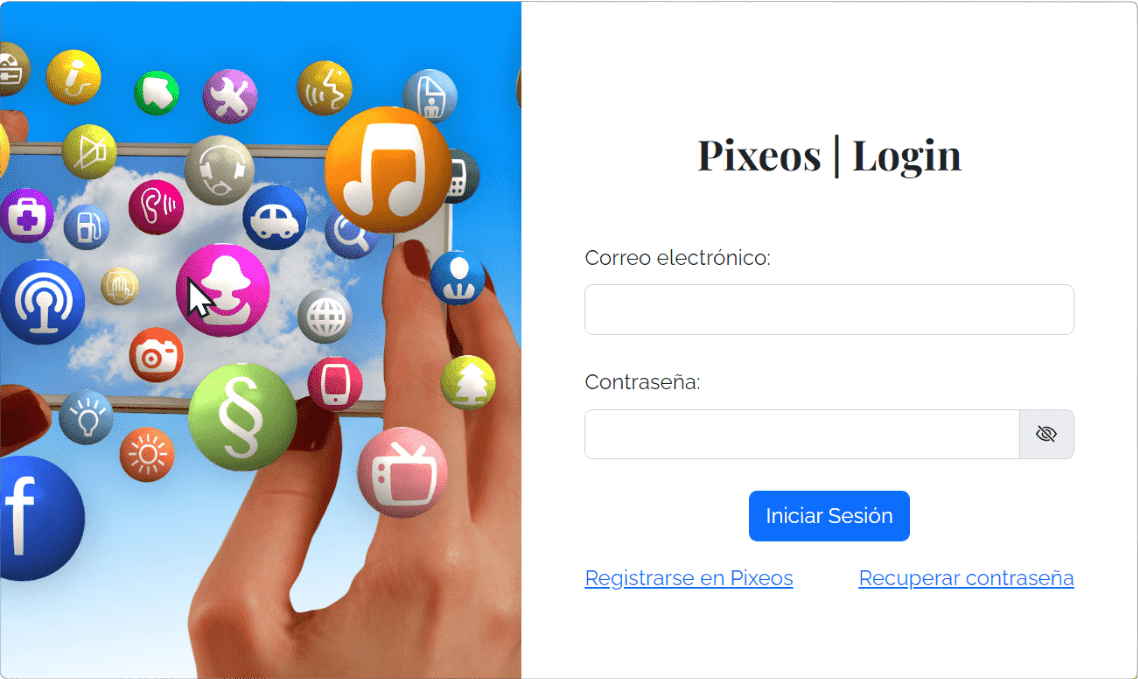 Pixeos | Login
Correo electrónico:
Contraseña:
Iniciar Sesión
Registrarse en Pixeos
Recuperar contraseña
f
§